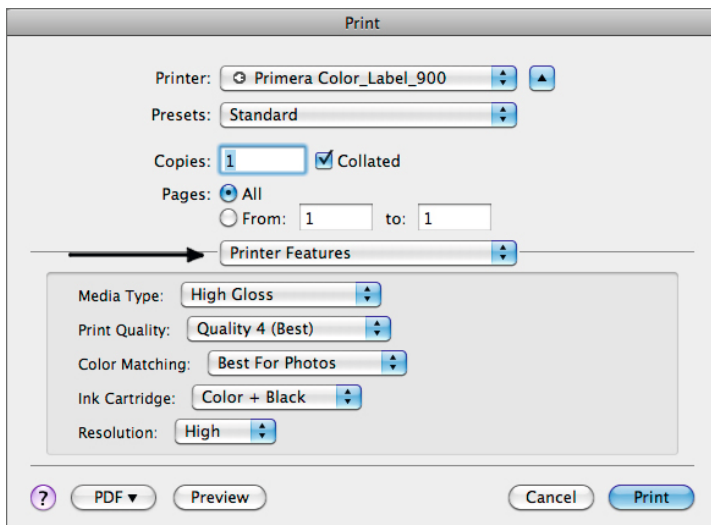 Print
Printer: Primera Color_Label_900
Presets: Standard
Copies: 1 Collated
Pages: All
From: 1 to: 1
Printer Features
Media Type: High Gloss
Print Quality: Quality 4 (Best)
Color Matching: Best For Photos
Ink Cartridge: Color + Black
Resolution: High
? PDF▾ Preview Cancel Print